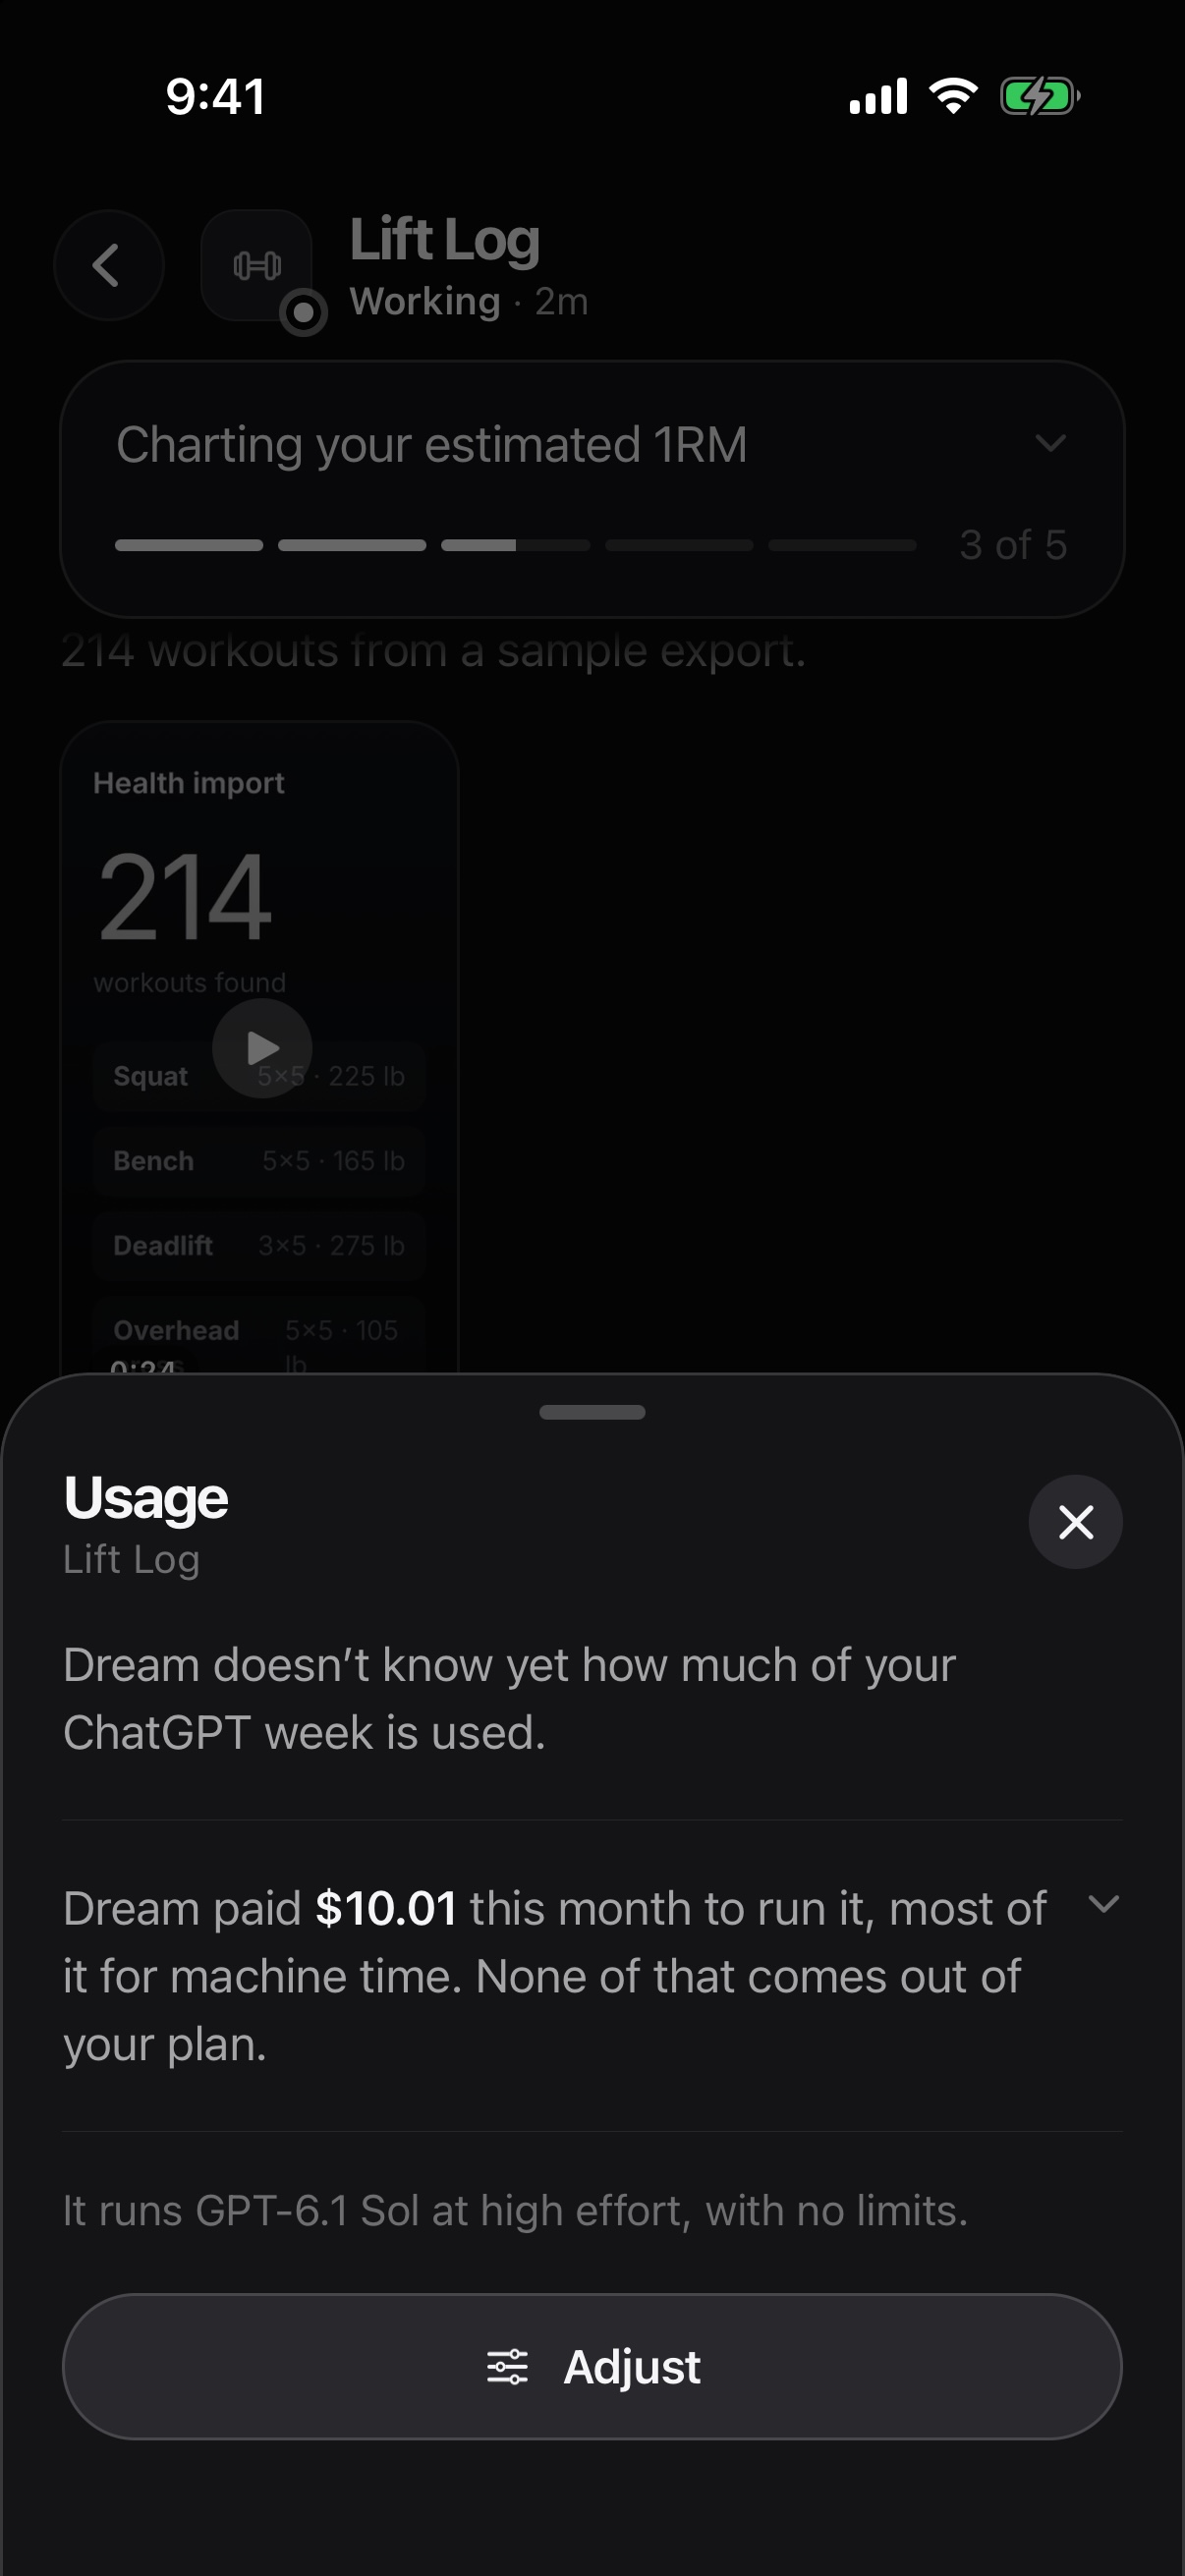 9:41
Lift Log
Working · 2m
Charting your estimated 1RM
3 of 5
214 workouts from a sample export.
Health import
214
workouts found
Squat 5×5 · 225 lb
Bench 5×5 · 165 lb
Deadlift 3×5 · 275 lb
Overhead 5×5 · 105
lb
0:24
Usage
Lift Log
Dream doesn’t know yet how much of your
ChatGPT week is used.
Dream paid $10.01 this month to run it, most of
it for machine time. None of that comes out of
your plan.
It runs GPT-6.1 Sol at high effort, with no limits.
Adjust